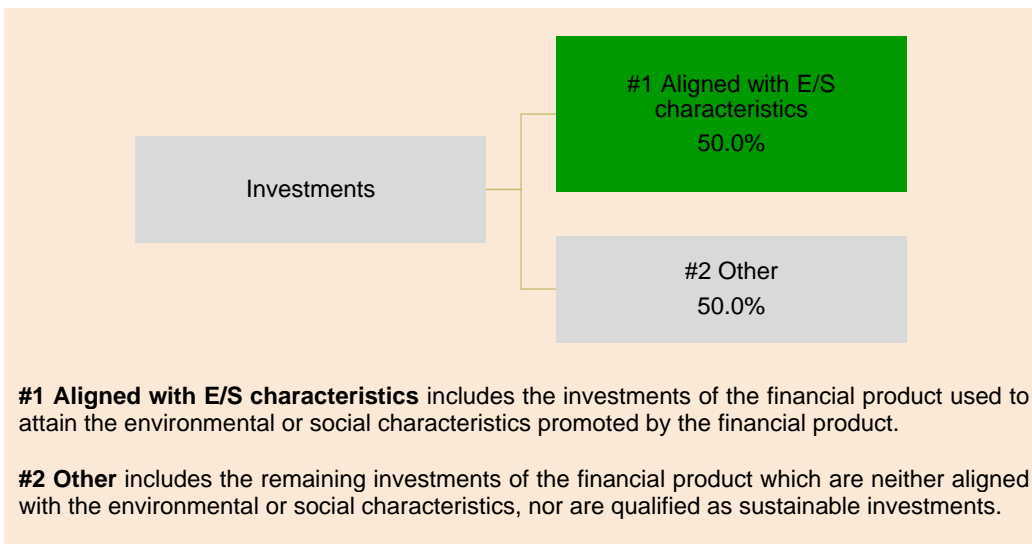 #1 Aligned with E/S
characteristics
50.0%
Investments
#2 Other
50.0%
#1 Aligned with E/S characteristics includes the investments of the financial product used to
attain the environmental or social characteristics promoted by the financial product.
#2 Other includes the remaining investments of the financial product which are neither aligned
with the environmental or social characteristics, nor are qualified as sustainable investments.